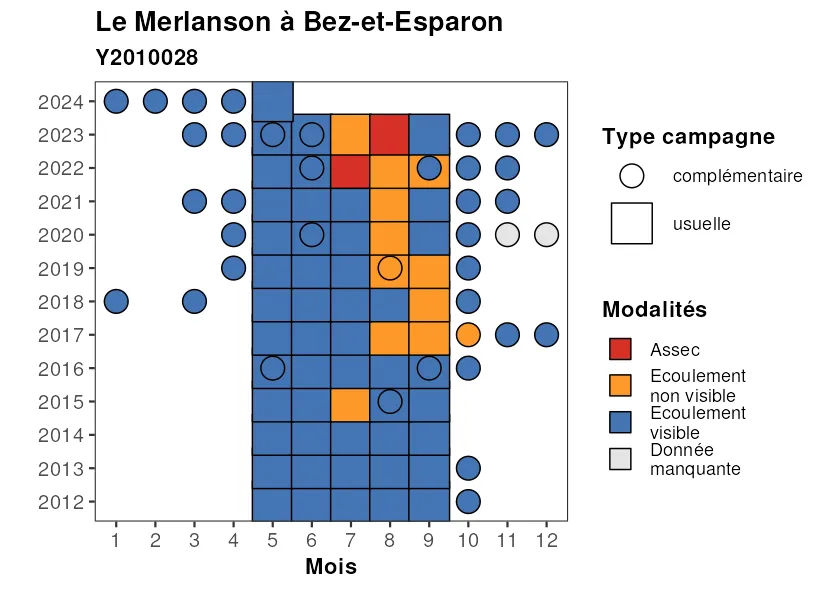 Le Merlanson à Bez-et-Esparon
Y2010028
2024
2023
2022
2021
2020
2019
2018
2017
2016
2015
2014
2013
2012
1 2 3 4 5 6 7 8 9 10 11 12
Mois
Type campagne
complémentaire
usuelle
Modalités
Assec
Ecoulement
non visible
Ecoulement
visible
Donnée
manquante